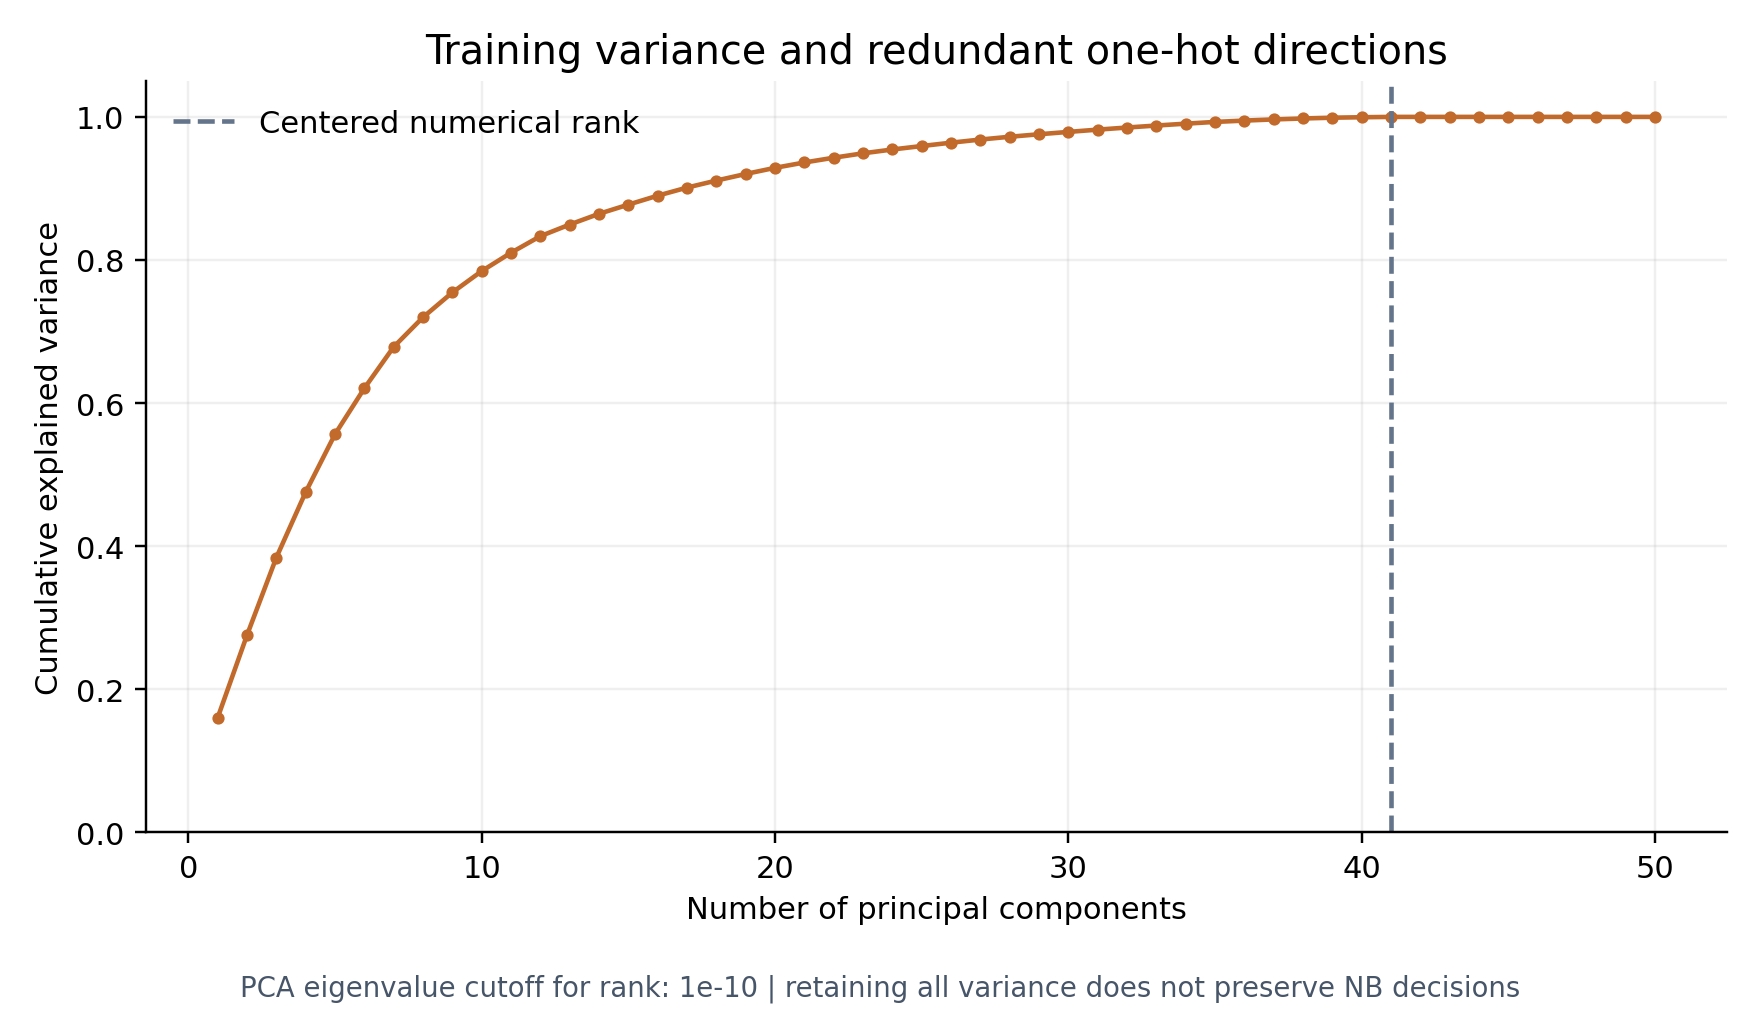 Training variance and redundant one-hot directions
Centered numerical rank
1.0
0.8
0.6
0.4
0.2
0.0
Cumulative explained variance
0
10
20
30
40
50
Number of principal components
PCA eigenvalue cutoff for rank: 1e-10 | retaining all variance does not preserve NB decisions